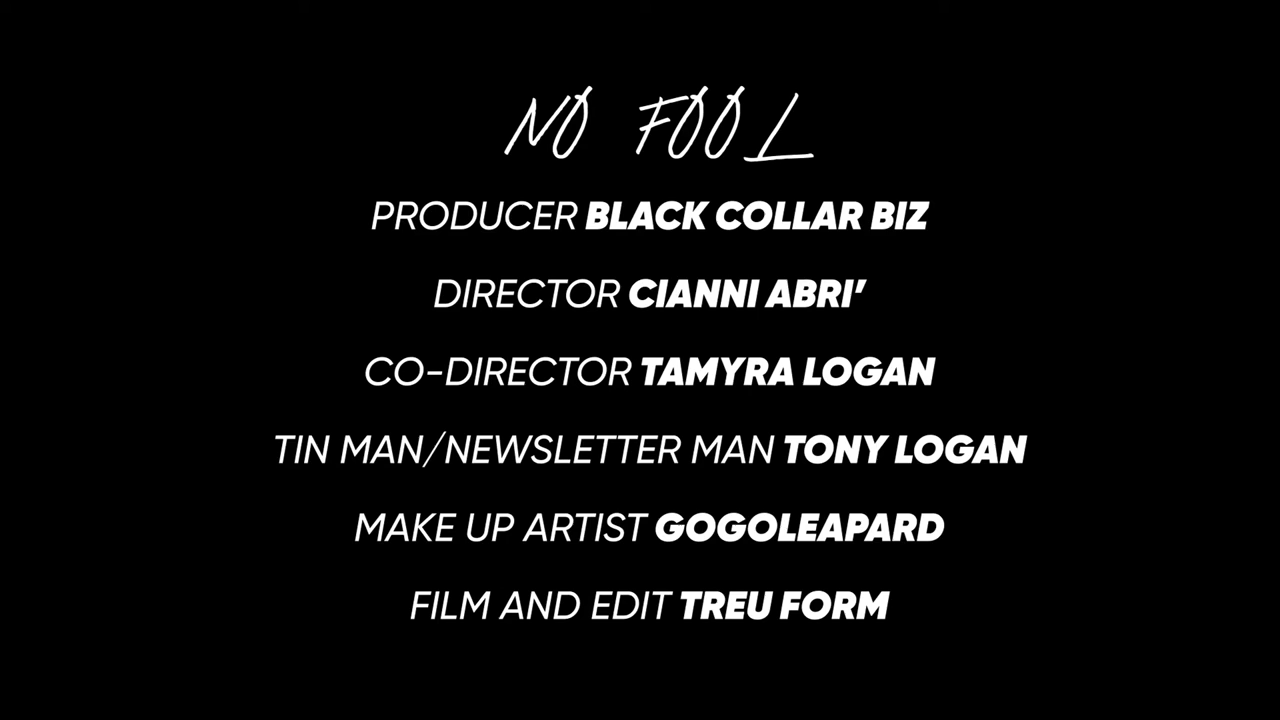 NO FOOL
PRODUCER BLACK COLLAR BIZ
DIRECTOR CIANNI ABRI’
CO-DIRECTOR TAMYRA LOGAN
TIN MAN/NEWSLETTER MAN TONY LOGAN
MAKE UP ARTIST GOGOLEAPARD
FILM AND EDIT TREU FORM